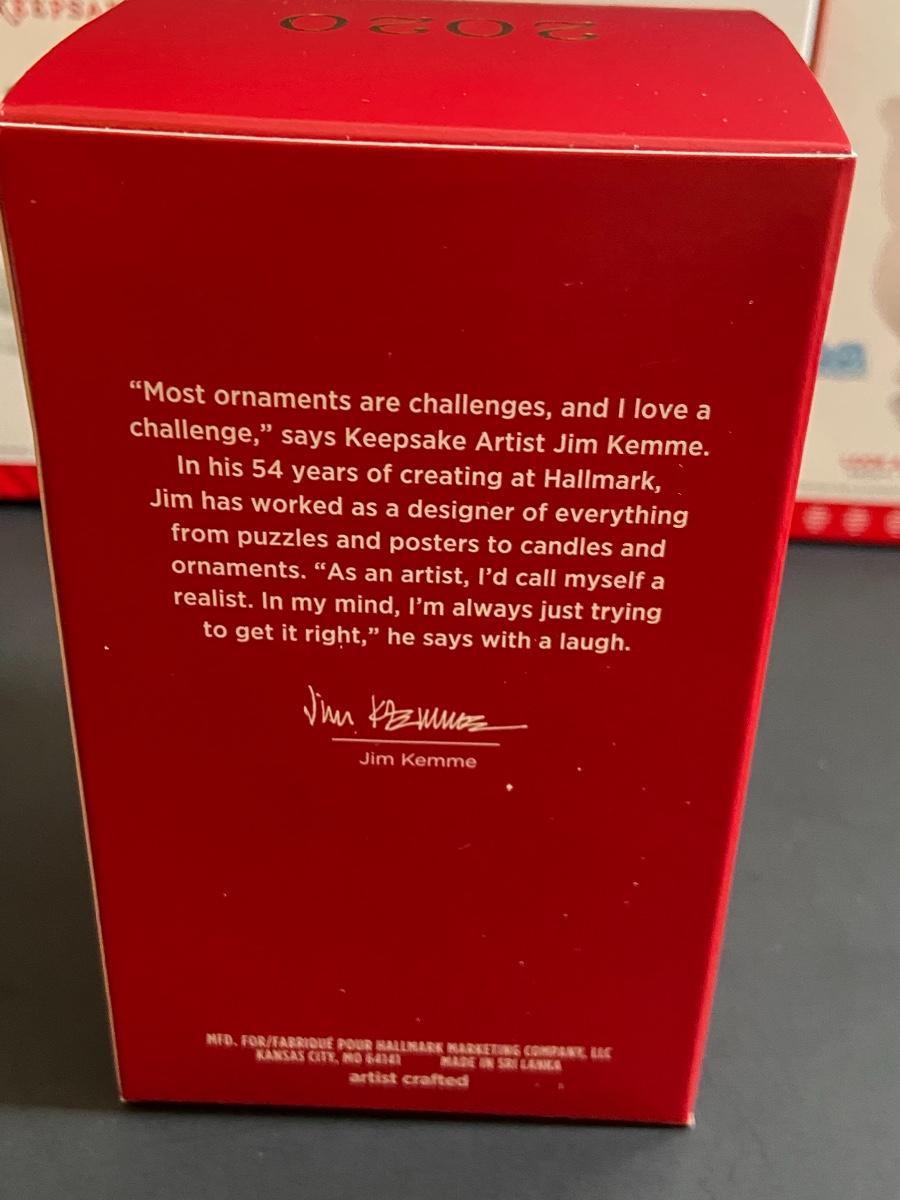 KEEPSA
2020
“Most ornaments are challenges, and I love a
challenge,” says Keepsake Artist Jim Kemme.
In his 54 years of creating at Hallmark,
Jim has worked as a designer of everything
from puzzles and posters to candles and
ornaments. “As an artist, I’d call myself a
realist. In my mind, I’m always just trying
to get it right,” he says with a laugh.
Jim Kemme
Jim Kemme
MFD. FOR/FABRIQUÉ POUR HALLMARK MARKETING COMPANY, LLC
KANSAS CITY, MO 64141 MADE IN SRI LANKA
artist crafted